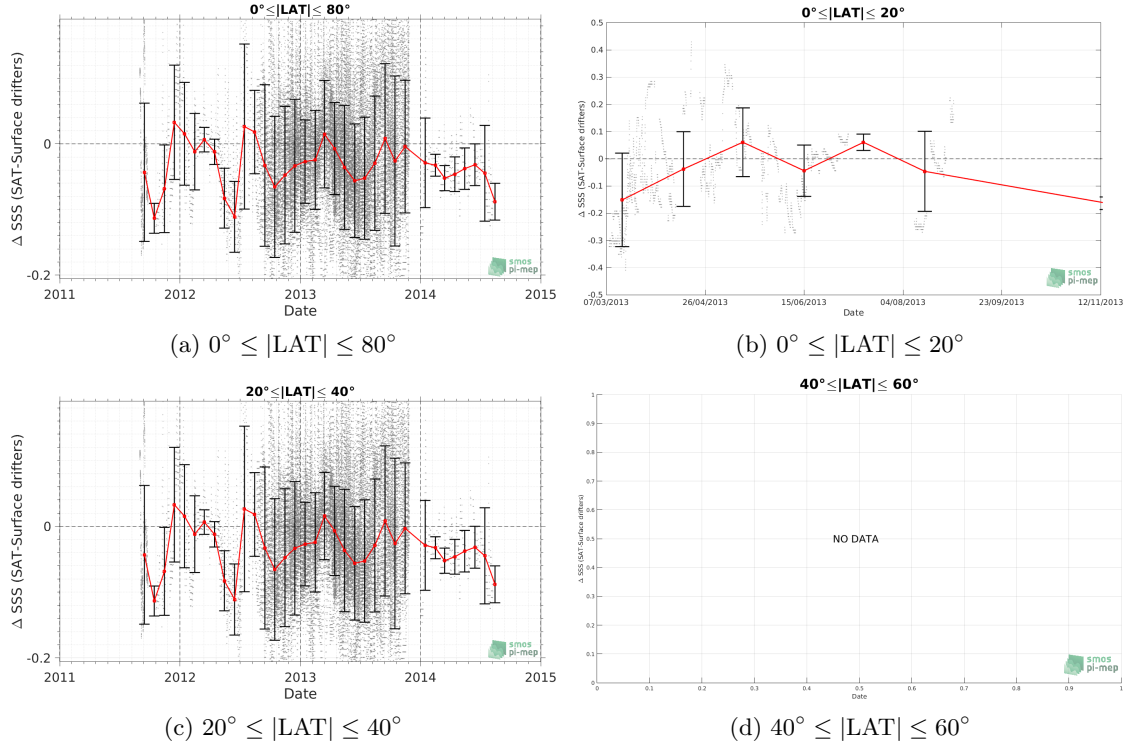 0°≤|LAT|≤ 80°
Δ SSS (SAT-Surface drifters)
0
-0.2
2011 2012 2013 2014 2015
Date
smos
pi-mep
(a) 0° ≤ |LAT| ≤ 80°
0°≤|LAT|≤ 20°
Δ SSS (SAT-Surface drifters)
0.5
0.4
0.3
0.2
0.1
0
-0.1
-0.2
-0.3
-0.4
-0.5
07/03/2013 26/04/2013 15/06/2013 04/08/2013 23/09/2013 12/11/2013
Date
smos
pi-mep
(b) 0° ≤ |LAT| ≤ 20°
20°≤|LAT|≤ 40°
Δ SSS (SAT-Surface drifters)
0
-0.2
2011 2012 2013 2014 2015
Date
smos
pi-mep
(c) 20° ≤ |LAT| ≤ 40°
40°≤|LAT|≤ 60°
Δ SSS (SAT-Surface drifters)
1
0.9
0.8
0.7
0.6
0.5
0.4
0.3
0.2
0.1
0
NO DATA
0 0.1 0.2 0.3 0.4 0.5 0.6 0.7 0.8 0.9 1
Date
smos
pi-mep
(d) 40° ≤ |LAT| ≤ 60°